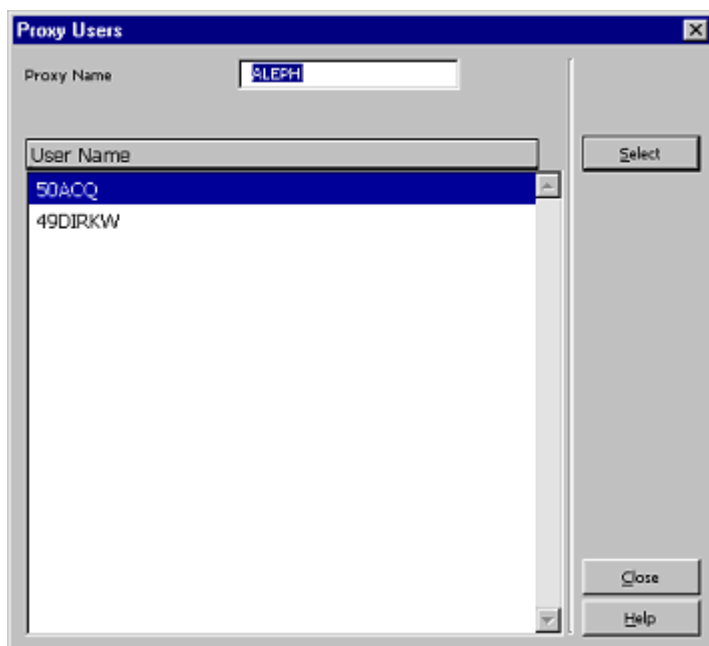 Proxy Users
Proxy Name ALEPH
User Name
50ACQ
49DIRKW
Select
Close
Help